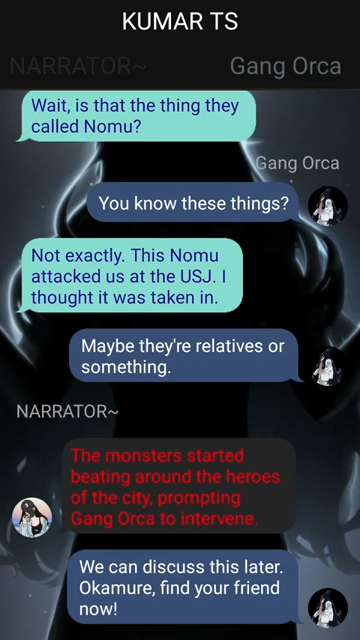 KUMAR TS
NARRATOR~
Gang Orca
Wait, is that the thing they
called Nomu?
Gang Orca
You know these things?
Not exactly. This Nomu
attacked us at the USJ. I
thought it was taken in.
Maybe they're relatives or
something.
NARRATOR~
The monsters started
beating around the heroes
of the city, prompting
Gang Orca to intervene.
We can discuss this later.
Okamure, find your friend
now!